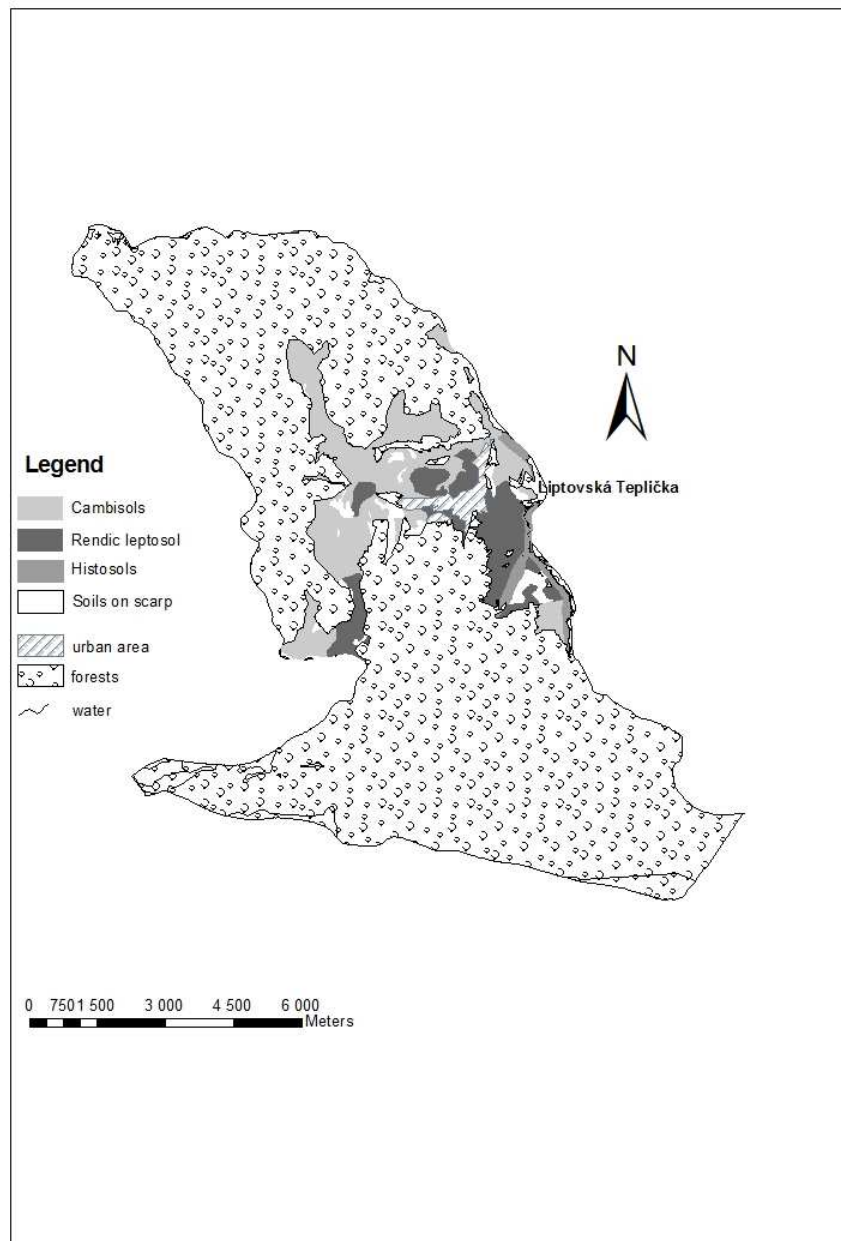 N
Legend
Liptovská Teplička
Cambisols
Rendic leptosol
Histosols
Soils on scarp
urban area
forests
water
0 750 1 500 3 000 4 500 6 000
Meters